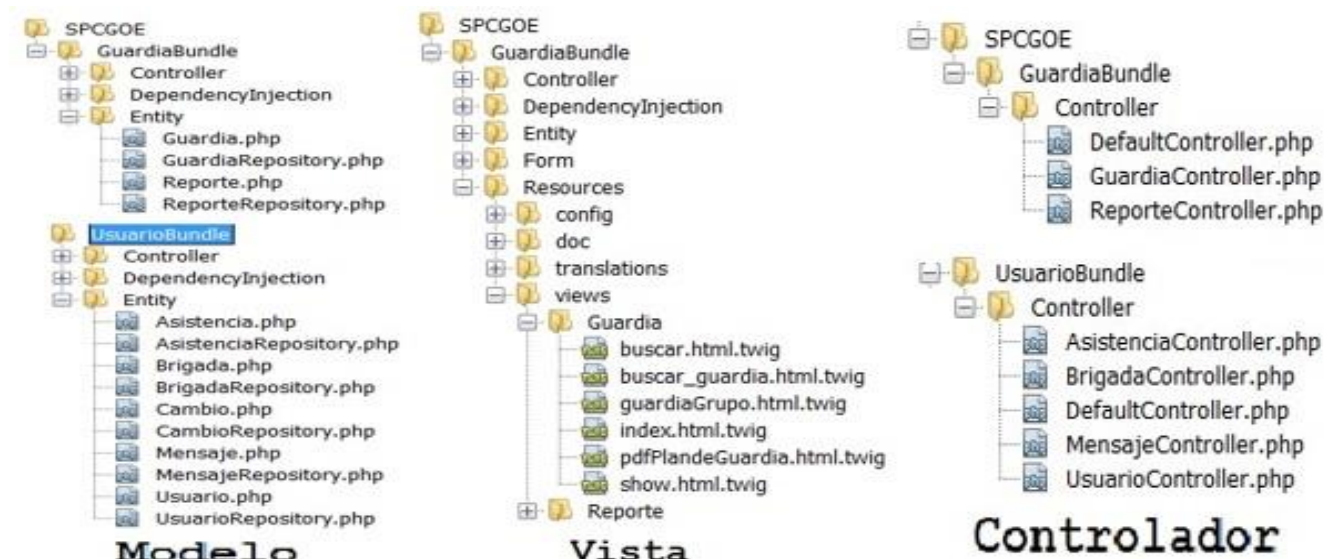 SPCGOE
GuardiaBundle
Controller
DependencyInjection
Entity
Guardia.php
GuardiaRepository.php
Reporte.php
ReporteRepository.php
UsuarioBundle
Controller
DependencyInjection
Entity
Asistencia.php
AsistenciaRepository.php
Brigada.php
BrigadaRepository.php
Cambio.php
CambioRepository.php
Mensaje.php
MensajeRepository.php
Usuario.php
UsuarioRepository.php
Modelo
SPCGOE
GuardiaBundle
Controller
DependencyInjection
Entity
Form
Resources
config
doc
translations
views
Guardia
buscar.html.twig
buscar_guardia.html.twig
guardiaGrupo.html.twig
index.html.twig
pdfPlandeGuardia.html.twig
show.html.twig
Reporte
Vista
SPCGOE
GuardiaBundle
Controller
DefaultController.php
GuardiaController.php
ReporteController.php
UsuarioBundle
Controller
AsistenciaController.php
BrigadaController.php
DefaultController.php
MensajeController.php
UsuarioController.php
Controlador